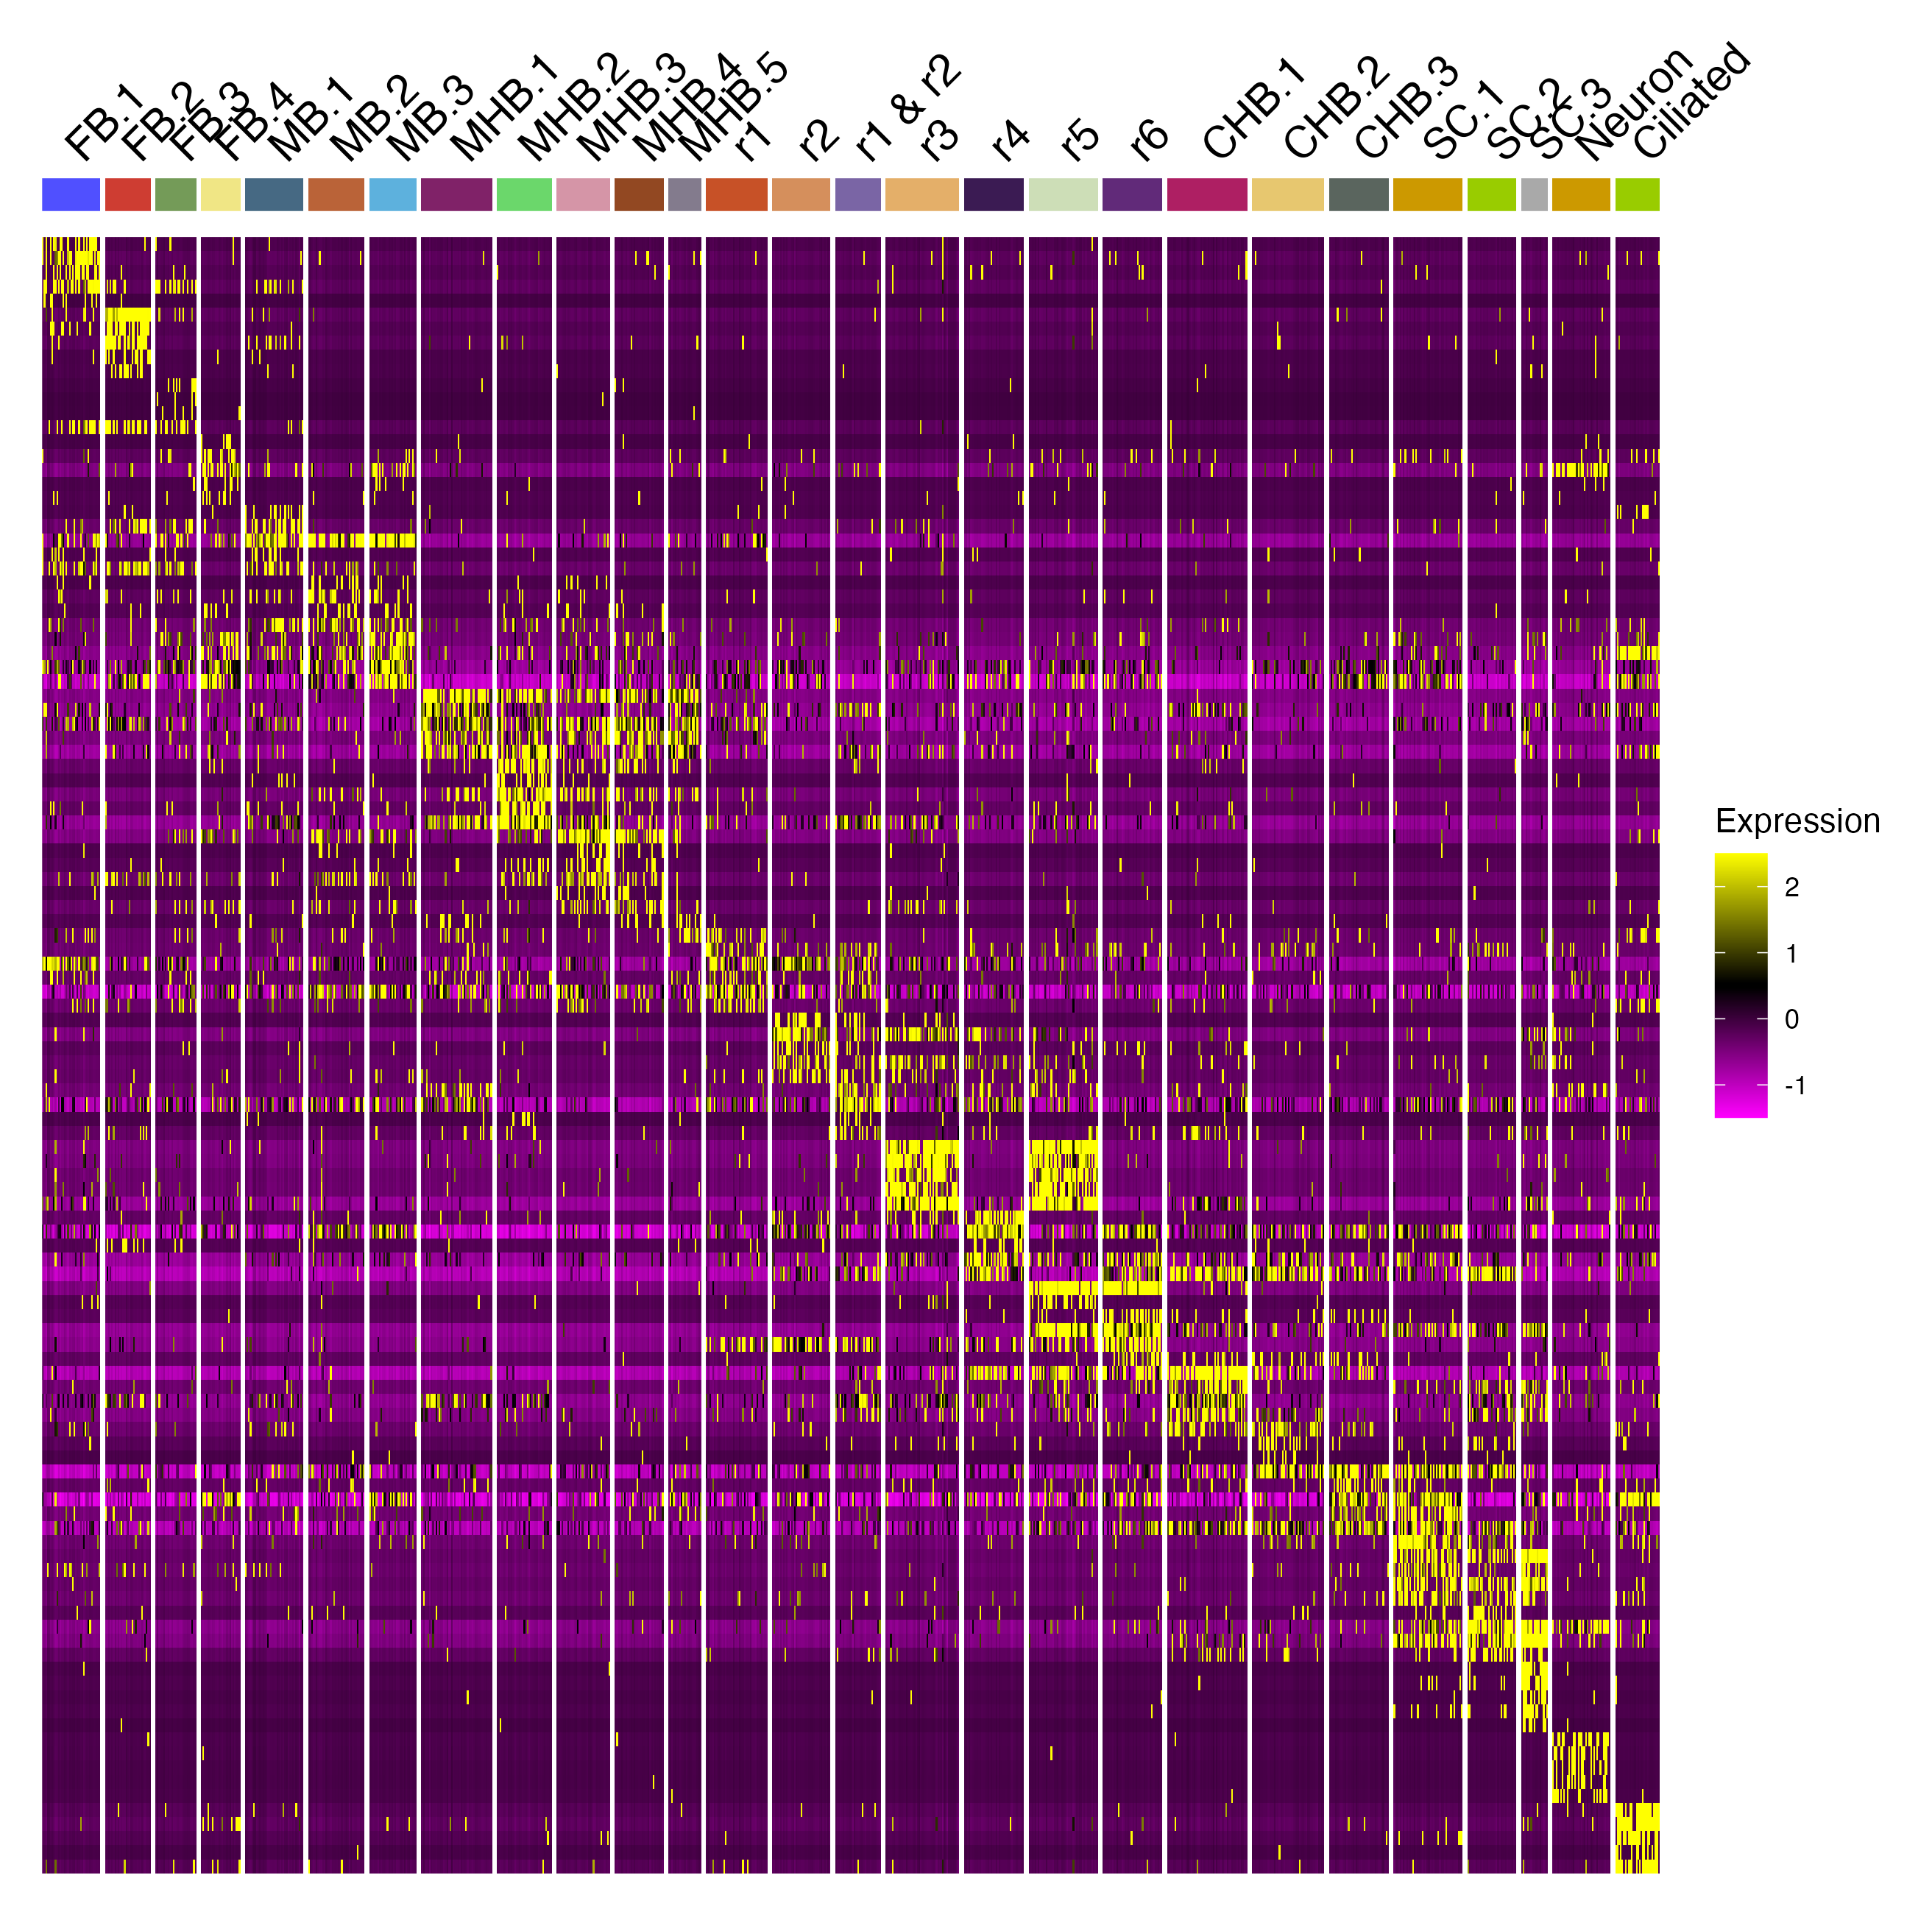 FB.1
FB.2
FB.3
FB.4
MB.1
MB.2
MB.3
MHB.1
MHB.2
MHB.3
MHB.4
MHB.5
r1
r2
r1 & r2
r3
r4
r5
r6
CHB.1
CHB.2
CHB.3
SC.1
SC.2
SC.3
Neuron
Ciliated
Expression
2
1
0
-1